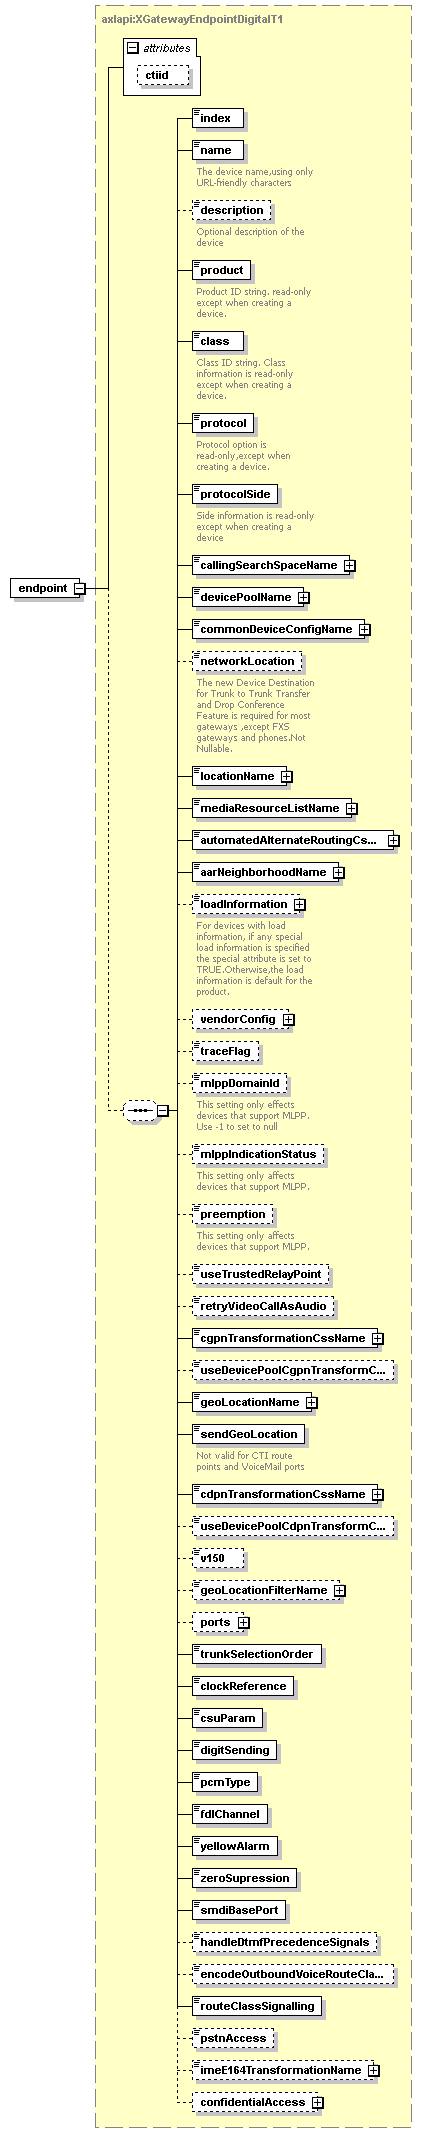 axlapi:XGatewayEndpointDigitalT1
attributes
ctiid
index
name
The device name,using only
URL-friendly characters
description
Optional description of the
device
product
Product ID string. read-only
except when creating a
device.
class
Class ID string. Class
information is read-only
except when creating a
device.
protocol
Protocol option is
read-only,except when
creating a device.
protocolSide
Side information is read-only
except when creating a
device
callingSearchSpaceName
endpoint
devicePoolName
commonDeviceConfigName
networkLocation
The new Device Destination
for Trunk to Trunk Transfer
and Drop Conference
Feature is required for most
gateways ,except FXS
gateways and phones.Not
Nullable.
locationName
mediaResourceListName
automatedAlternateRoutingCs...
aarNeighborhoodName
loadInformation
For devices with load
information, if any special
load information is specified
the special attribute is set to
TRUE.Otherwise,the load
information is default for the
product.
vendorConfig
traceFlag
mlppDomainId
This setting only effects
devices that support MLPP.
Use -1 to set to null
mlppIndicationStatus
This setting only affects
devices that support MLPP.
preemption
This setting only affects
devices that support MLPP.
useTrustedRelayPoint
retryVideoCallAsAudio
cgpnTransformationCssName
useDevicePoolCgpnTransformC...
geoLocationName
sendGeoLocation
Not valid for CTI route
points and VoiceMail ports
cdpnTransformationCssName
useDevicePoolCdpnTransformC...
v150
geoLocationFilterName
ports
trunkSelectionOrder
clockReference
csuParam
digitSending
pcmType
fdlChannel
yellowAlarm
zeroSupression
smdiBasePort
handleDtmfPrecedenceSignals
encodeOutboundVoiceRouteCla...
routeClassSignalling
pstnAccess
imeE164TransformationName
confidentialAccess